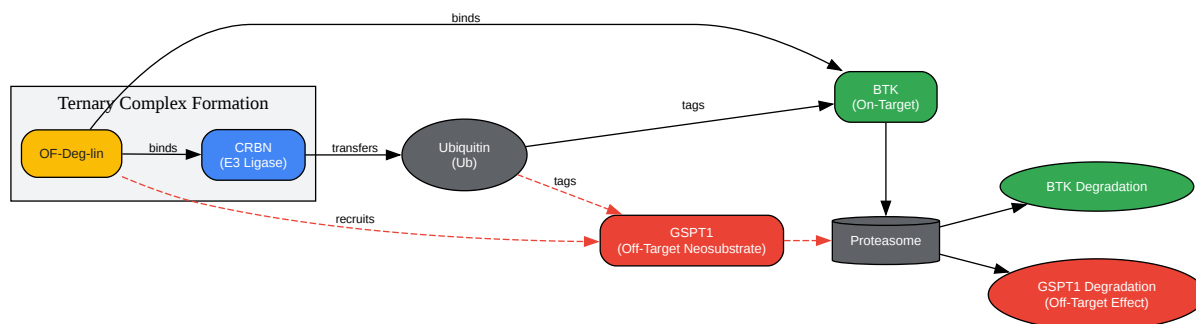 binds
Ternary Complex Formation
OF-Deg-lin
binds
CRBN
(E3 Ligase)
transfers
Ubiquitin
(Ub)
tags
tags
BTK
(On-Target)
recruits
GSPT1
(Off-Target Neosubstrate)
Proteasome
BTK Degradation
GSPT1 Degradation
(Off-Target Effect)